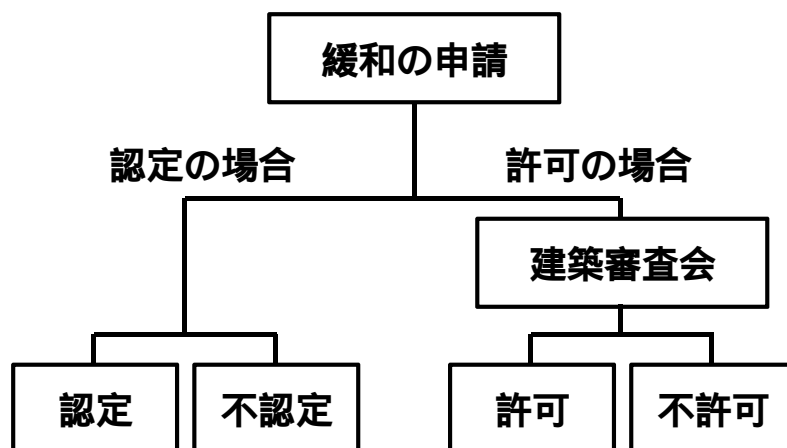 緩和の申請
認定の場合
許可の場合
建築審査会
認定
不認定
許可
不許可